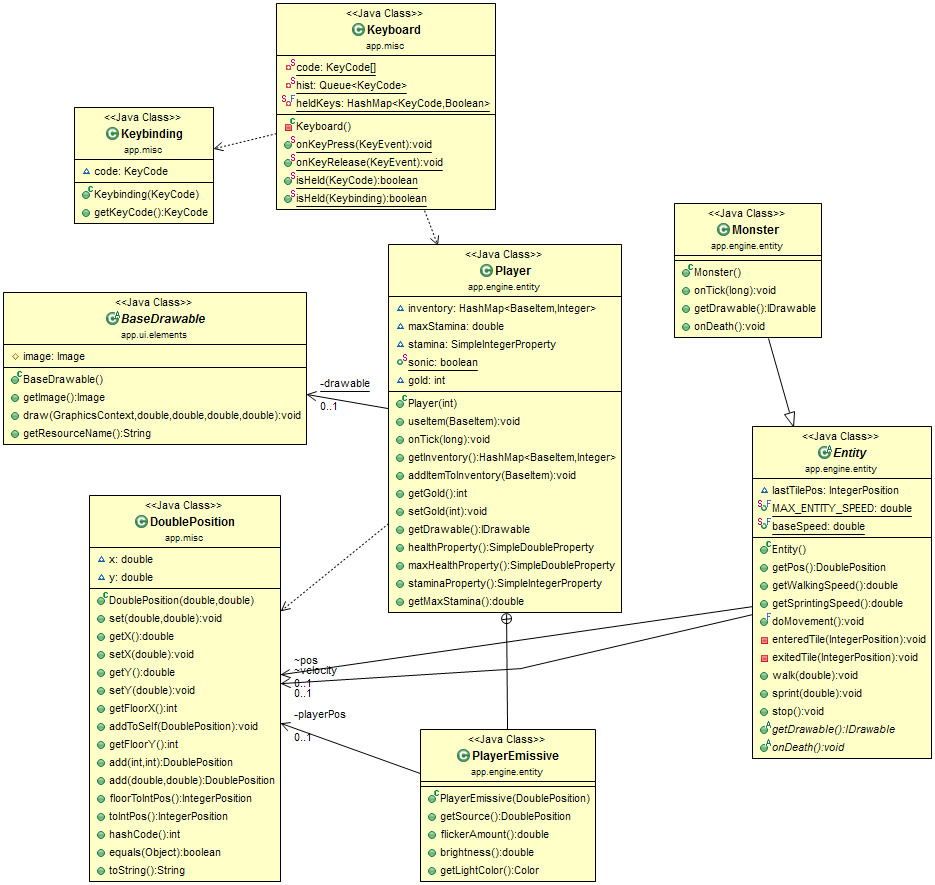 <<Java Class>>
Keyboard
app.misc
code: KeyCode[]
hist: Queue<KeyCode>
heldKeys: HashMap<KeyCode,Boolean>
Keyboard()
onKeyPress(KeyEvent):void
onKeyRelease(KeyEvent):void
isHeld(KeyCode):boolean
isHeld(Keybinding):boolean
<<Java Class>>
Keybinding
app.misc
code: KeyCode
Keybinding(KeyCode)
getKeyCode():KeyCode
<<Java Class>>
Monster
app.engine.entity
Monster()
onTick(long):void
getDrawable():IDrawable
onDeath():void
<<Java Class>>
Player
app.engine.entity
inventory: HashMap<BaseItem,Integer>
maxStamina: double
stamina: SimpleIntegerProperty
sonic: boolean
gold: int
Player(int)
useItem(BaseItem):void
onTick(long):void
getInventory():HashMap<BaseItem,Integer>
addItemToInventory(BaseItem):void
getGold():int
setGold(int):void
getDrawable():IDrawable
healthProperty():SimpleDoubleProperty
maxHealthProperty():SimpleDoubleProperty
staminaProperty():SimpleIntegerProperty
getMaxStamina():double
<<Java Class>>
BaseDrawable
app.ui.elements
image: Image
BaseDrawable()
getImage():Image
draw(GraphicsContext,double,double,double,double):void
getResourceName():String
-drawable
0..1
<<Java Class>>
Entity
app.engine.entity
lastTilePos: IntegerPosition
MAX_ENTITY_SPEED: double
baseSpeed: double
Entity()
getPos():DoublePosition
getWalkingSpeed():double
getSprintingSpeed():double
doMovement():void
enteredTile(IntegerPosition):void
exitedTile(IntegerPosition):void
walk(double):void
sprint(double):void
stop():void
getDrawable():IDrawable
onDeath():void
<<Java Class>>
DoublePosition
app.misc
x: double
y: double
DoublePosition(double,double)
set(double,double):void
getX():double
setX(double):void
getY():double
setY(double):void
getFloorX():int
addToSelf(DoublePosition):void
getFloorY():int
add(int,int):DoublePosition
add(double,double):DoublePosition
floorToIntPos():IntegerPosition
toIntPos():IntegerPosition
hashCode():int
equals(Object):boolean
toString():String
~pos
~velocity
0..1
0..1
-playerPos
0..1
<<Java Class>>
PlayerEmissive
app.engine.entity
PlayerEmissive(DoublePosition)
getSource():DoublePosition
flickerAmount():double
brightness():double
getLightColor():Color